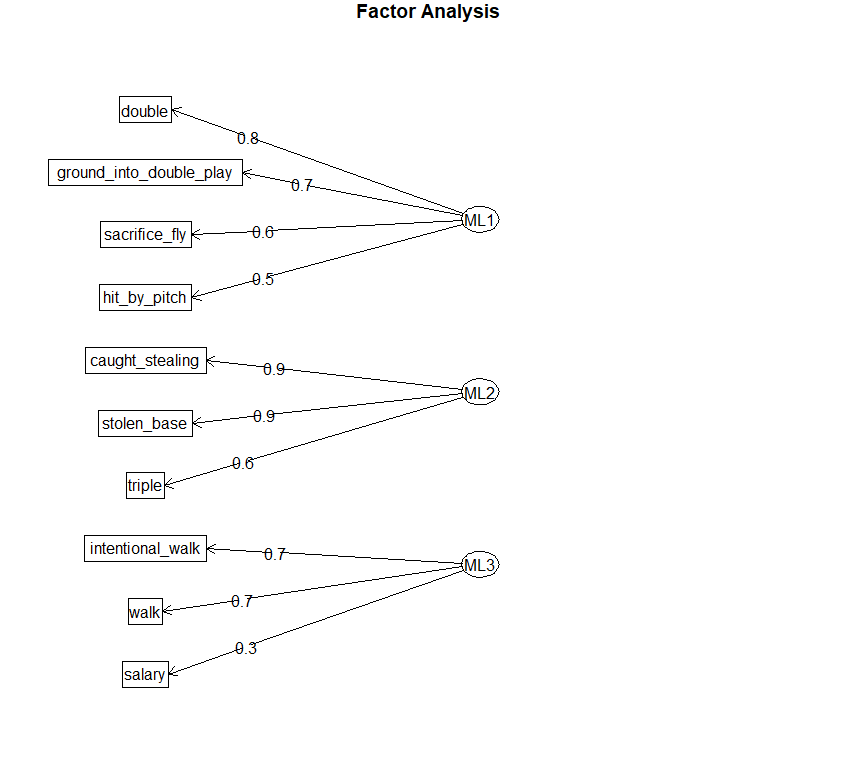 Factor Analysis
double
0.8
ground_into_double_play
0.7
ML1
sacrifice_fly
0.6
hit_by_pitch
0.5
caught_stealing
0.9
ML2
stolen_base
0.9
triple
0.6
intentional_walk
0.7
ML3
walk
0.7
salary
0.3